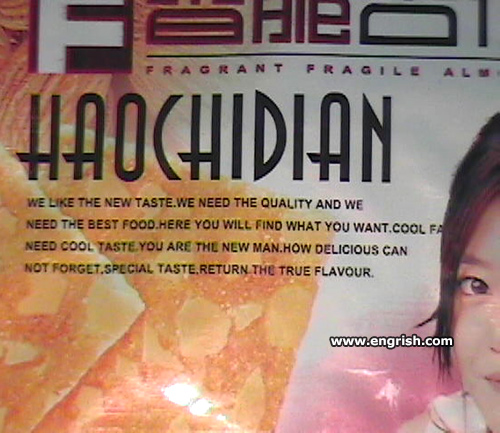 香脆
FRAGRANT FRAGILE ALM
HAOCHIDIAN
WE LIKE THE NEW TASTE.WE NEED THE QUALITY AND WE
NEED THE BEST FOOD.HERE YOU WILL FIND WHAT YOU WANT.COOL FA
NEED COOL TASTE.YOU ARE THE NEW MAN.HOW DELICIOUS CAN
NOT FORGET,SPECIAL TASTE,RETURN THE TRUE FLAVOUR.
www.engrish.com